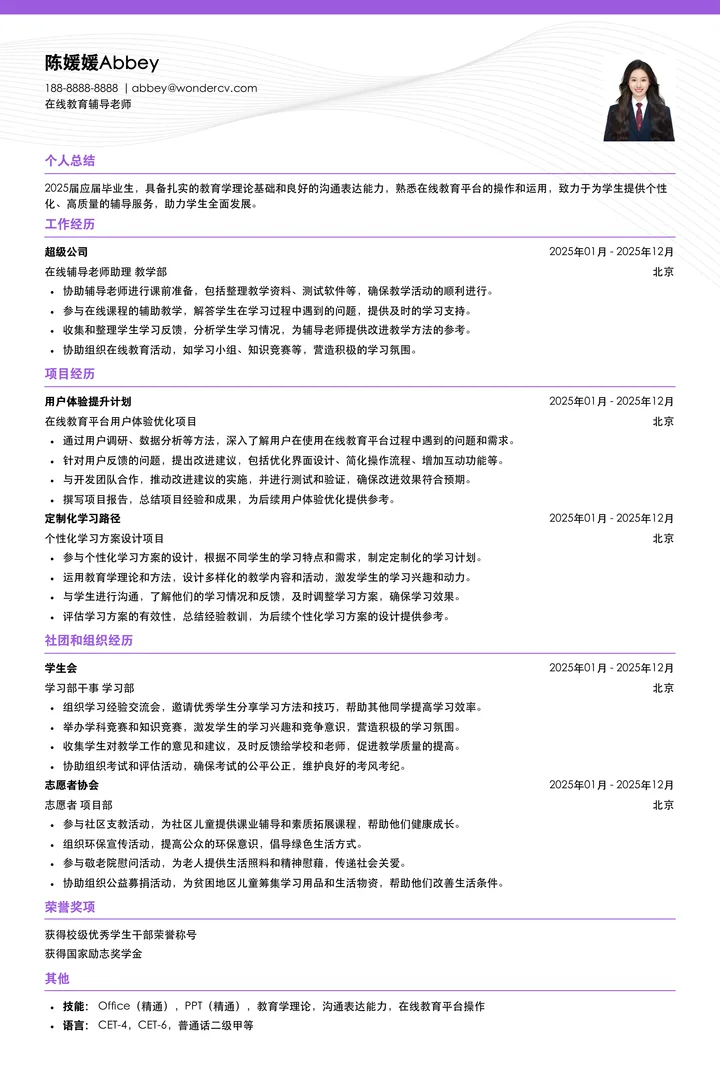 陈媛媛Abbey
188-8888-8888 | abbey@wondercv.com
在线教育辅导老师
个人总结
2025届应届毕业生，具备扎实的教育学理论基础和良好的沟通表达能力，熟悉在线教育平台的操作和运用，致力于为学生提供个性
化、高质量的辅导服务，助力学生全面发展。
工作经历
超级公司 2025年01月 - 2025年12月
在线辅导老师助理 教学部 北京
• 协助辅导老师进行课前准备，包括整理教学资料、测试软件等，确保教学活动的顺利进行。
• 参与在线课程的辅助教学，解答学生在学习过程中遇到的问题，提供及时的学习支持。
• 收集和整理学生学习反馈，分析学生学习情况，为辅导老师提供改进教学方法的参考。
• 协助组织在线教育活动，如学习小组、知识竞赛等，营造积极的学习氛围。
项目经历
用户体验提升计划 2025年01月 - 2025年12月
在线教育平台用户体验优化项目 北京
• 通过用户调研、数据分析等方法，深入了解用户在使用在线教育平台过程中遇到的问题和需求。
• 针对用户反馈的问题，提出改进建议，包括优化界面设计、简化操作流程、增加互动功能等。
• 与开发团队合作，推动改进建议的实施，并进行测试和验证，确保改进效果符合预期。
• 撰写项目报告，总结项目经验和成果，为后续用户体验优化提供参考。
定制化学习路径 2025年01月 - 2025年12月
个性化学习方案设计项目 北京
• 参与个性化学习方案的设计，根据不同学生的学习特点和需求，制定定制化的学习计划。
• 运用教育学理论和方法，设计多样化的教学内容和活动，激发学生的学习兴趣和动力。
• 与学生进行沟通，了解他们的学习情况和反馈，及时调整学习方案，确保学习效果。
• 评估学习方案的有效性，总结经验教训，为后续个性化学习方案的设计提供参考。
社团和组织经历
学生会 2025年01月 - 2025年12月
学习部干事 学习部 北京
• 组织学习经验交流会，邀请优秀学生分享学习方法和技巧，帮助其他同学提高学习效率。
• 举办学科竞赛和知识竞赛，激发学生的学习兴趣和竞争意识，营造积极的学习氛围。
• 收集学生对教学工作的意见和建议，及时反馈给学校和老师，促进教学质量的提高。
• 协助组织考试和评估活动，确保考试的公平公正，维护良好的考风考纪。
志愿者协会 2025年01月 - 2025年12月
志愿者 项目部 北京
• 参与社区支教活动，为社区儿童提供课业辅导和素质拓展课程，帮助他们健康成长。
• 组织环保宣传活动，提高公众的环保意识，倡导绿色生活方式。
• 参与敬老院慰问活动，为老人提供生活照料和精神慰藉，传递社会关爱。
• 协助组织公益募捐活动，为贫困地区儿童筹集学习用品和生活物资，帮助他们改善生活条件。
荣誉奖项
获得校级优秀学生干部荣誉称号
获得国家励志奖学金
其他
• 技能： Office（精通）, PPT（精通）, 教育学理论，沟通表达能力，在线教育平台操作
• 语言： CET-4，CET-6，普通话二级甲等